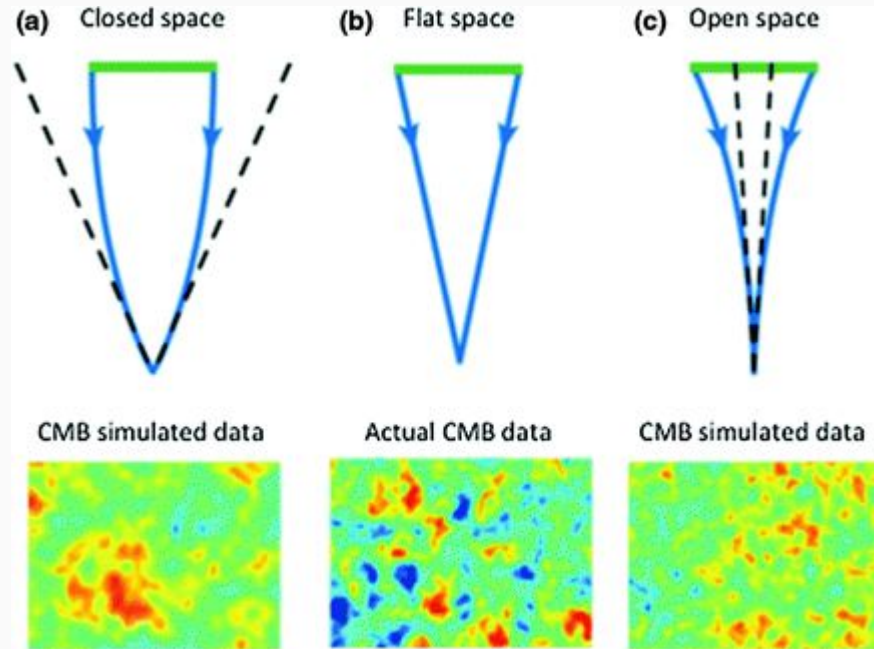 (a) Closed space
(b) Flat space
(c) Open space
CMB simulated data
Actual CMB data
CMB simulated data